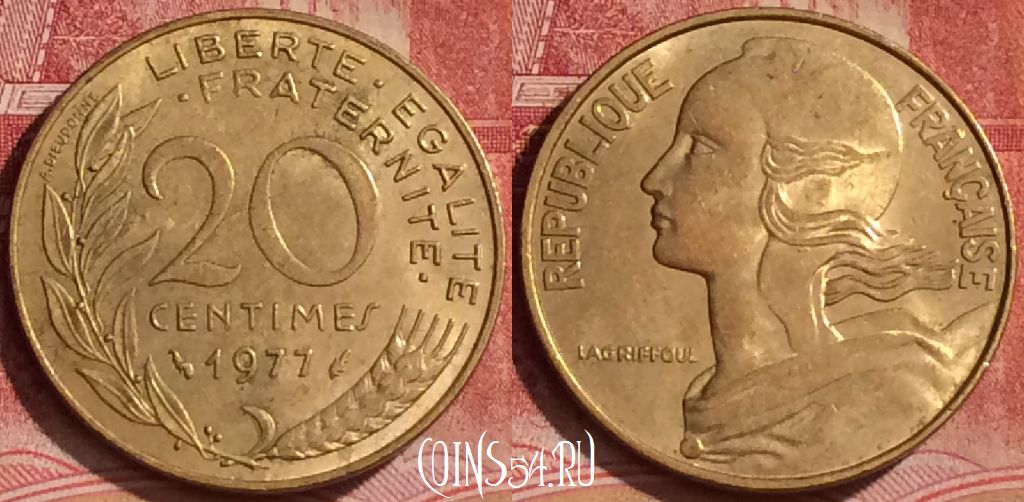 LIBERTE · EGALITE
· FRATERNITE ·
A.DIEUDONNE
20
CENTIMES
1977
REPUBLIQUE FRANÇAISE
LAGRIFFOUL
COINS54.RU